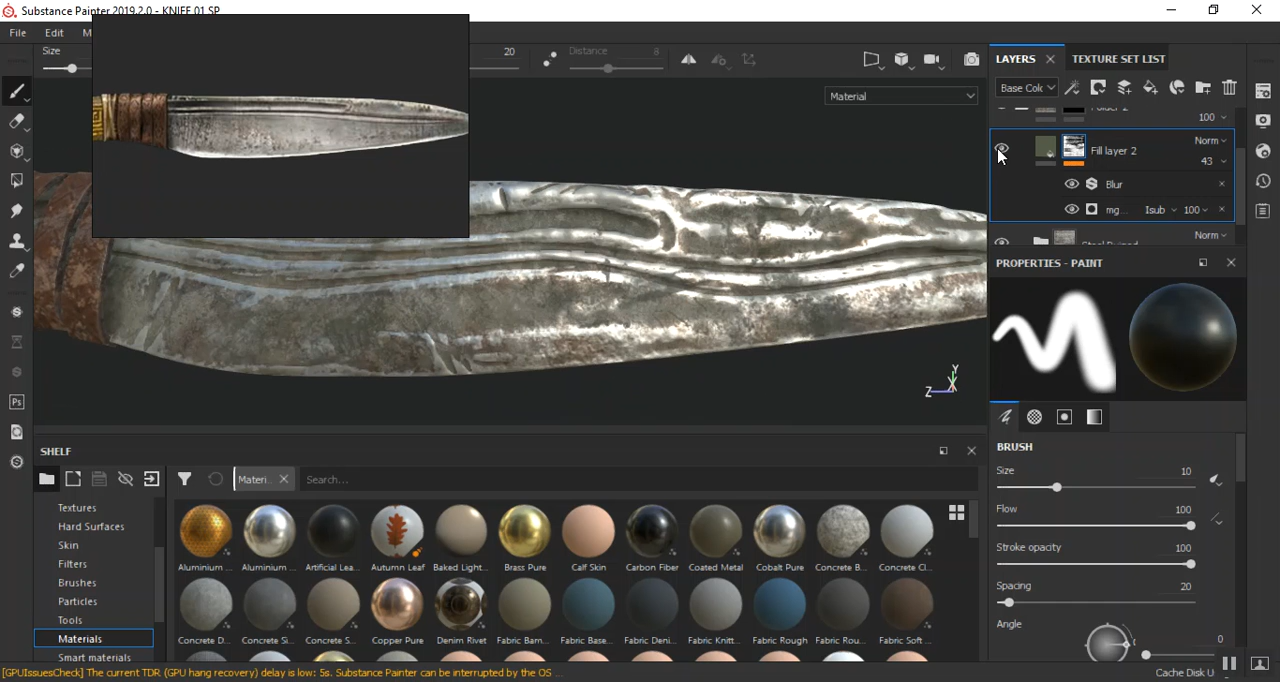 Substance Painter 2019.2.0 - KNIFE 01 SP
File Edit M
Size 20 Distance 8
Material
LAYERS TEXTURE SET LIST
Base Col
100
Norm
Fill layer 2
43
Blur
mg... Isub 100
Norm
PROPERTIES - PAINT
BRUSH
Size 10
Flow 100
Stroke opacity 100
Spacing 20
Angle 0
SHELF
Materi... Search...
Textures
Hard Surfaces
Skin
Filters
Brushes
Particles
Tools
Materials
Smart materials
Aluminium ... Aluminium ... Artificial Lea... Autumn Leaf Baked Light... Brass Pure Calf Skin Carbon Fiber Coated Metal Cobalt Pure Concrete B... Concrete Cl...
Concrete D... Concrete Si... Concrete S... Copper Pure Denim Rivet Fabric Bam... Fabric Base... Fabric Deni... Fabric Knitt... Fabric Rough Fabric Rou... Fabric Soft ...
[GPUIssuesCheck] The current TDR (GPU hang recovery) delay is low: 5s. Substance Painter can be interrupted by the OS ...
Cache Disk U
Ps
Y
Z
X